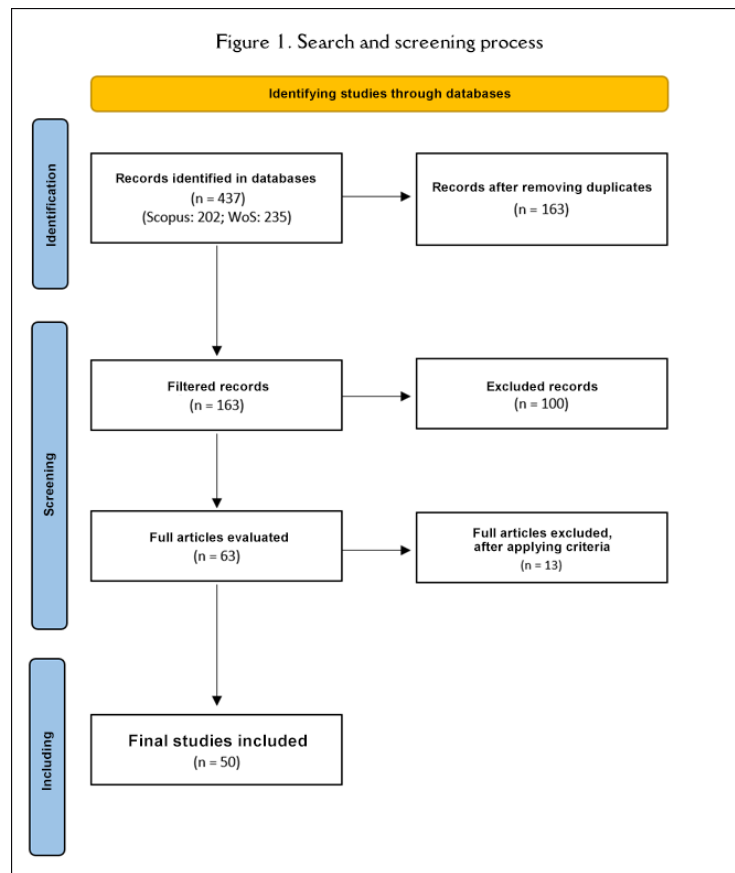 Figure 1. Search and screening process
Identifying studies through databases
Identification
Records identified in databases
(n = 437)
(Scopus: 202; WoS: 235)
Records after removing duplicates
(n = 163)
Screening
Filtered records
(n = 163)
Excluded records
(n = 100)
Full articles evaluated
(n = 63)
Full articles excluded,
after applying criteria
(n = 13)
Including
Final studies included
(n = 50)